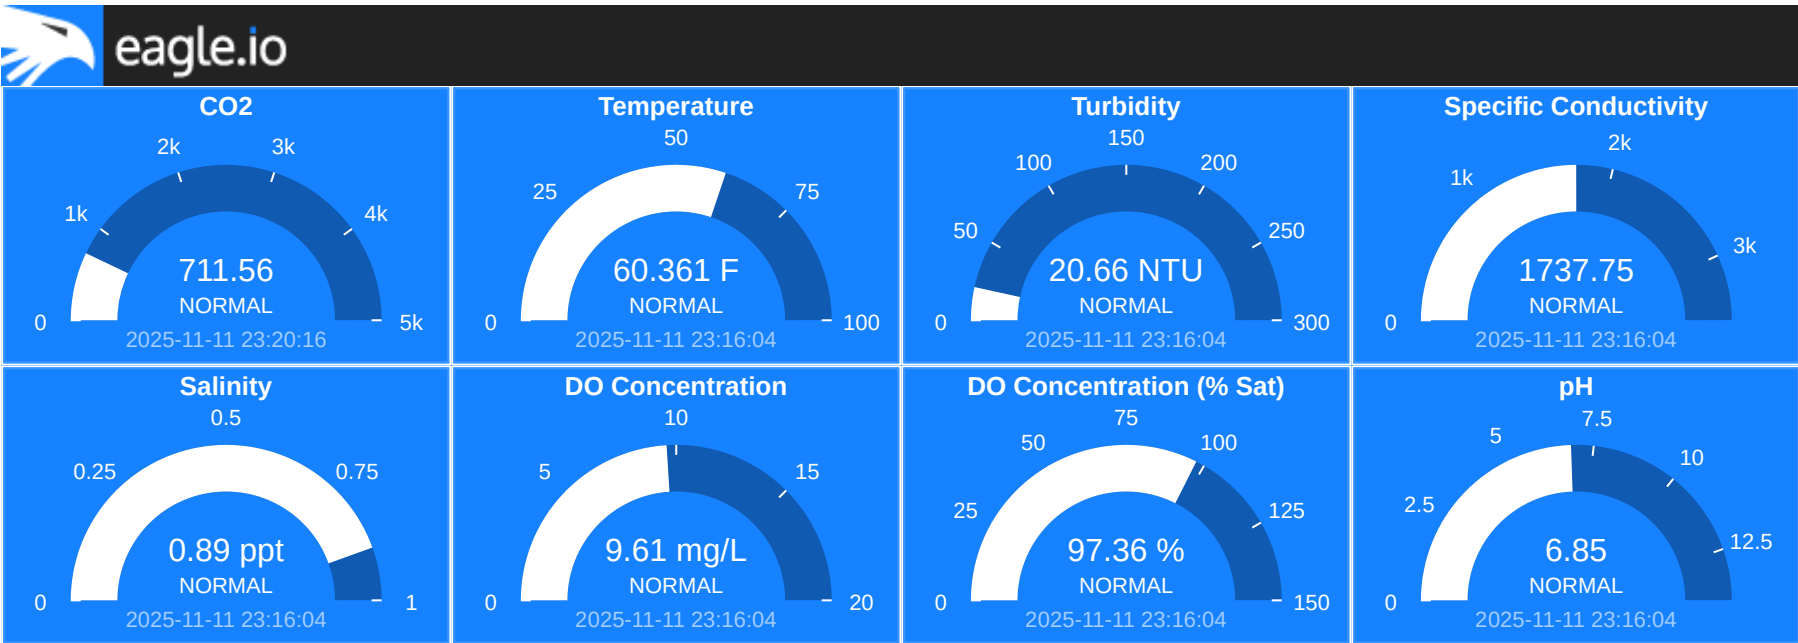 eagle.io
CO2
0
1k
2k
3k
4k
5k
711.56
NORMAL
2025-11-11 23:20:16
Temperature
0
25
50
75
100
60.361 F
NORMAL
2025-11-11 23:16:04
Turbidity
0
50
100
150
200
250
300
20.66 NTU
NORMAL
2025-11-11 23:16:04
Specific Conductivity
0
1k
2k
3k
1737.75
NORMAL
2025-11-11 23:16:04
Salinity
0
0.25
0.5
0.75
1
0.89 ppt
NORMAL
2025-11-11 23:16:04
DO Concentration
0
5
10
15
20
9.61 mg/L
NORMAL
2025-11-11 23:16:04
DO Concentration (% Sat)
0
25
50
75
100
125
150
97.36 %
NORMAL
2025-11-11 23:16:04
pH
0
2.5
5
7.5
10
12.5
6.85
NORMAL
2025-11-11 23:16:04